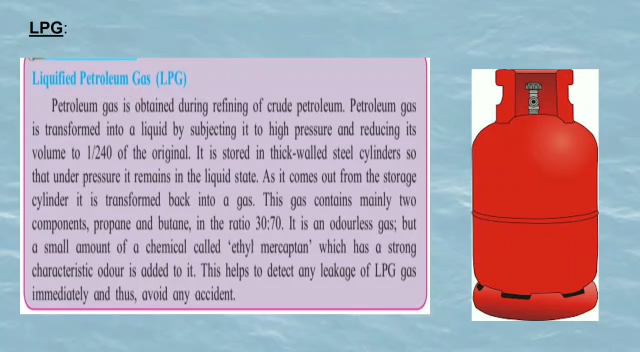 LPG:
Liquified Petroleum Gas (LPG)
Petroleum gas is obtained during refining of crude petroleum. Petroleum gas
is transformed into a liquid by subjecting it to high pressure and reducing its
volume to 1/240 of the original. It is stored in thick-walled steel cylinders so
that under pressure it remains in the liquid state. As it comes out from the storage
cylinder it is transformed back into a gas. This gas contains mainly two
components, propane and butane, in the ratio 30:70. It is an odourless gas; but
a small amount of a chemical called 'ethyl mercaptan' which has a strong
characteristic odour is added to it. This helps to detect any leakage of LPG gas
immediately and thus, avoid any accident.